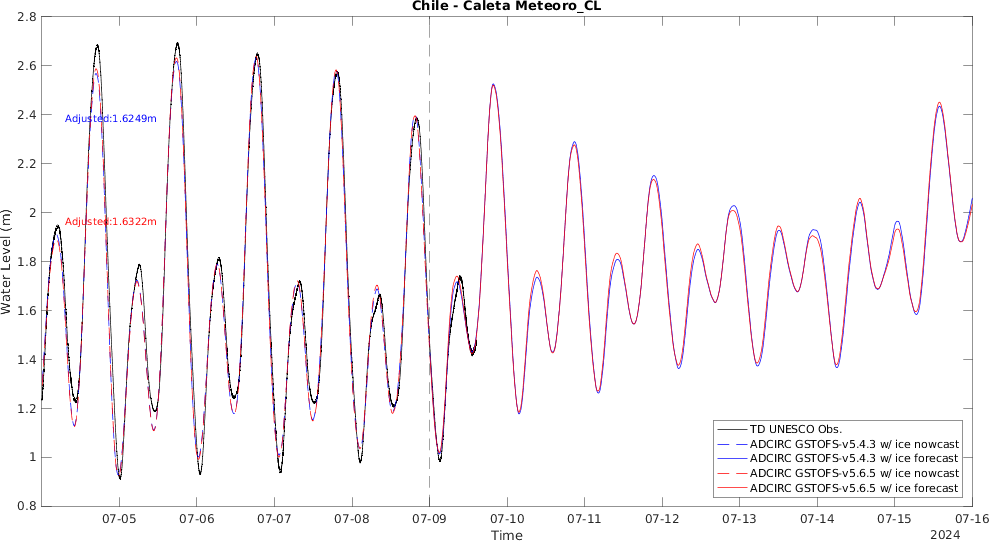 Chile - Caleta Meteoro_CL
Water Level (m)
2.8
2.6
2.4
2.2
2
1.8
1.6
1.4
1.2
1
0.8
Adjusted:1.6249m
Adjusted:1.6322m
TD UNESCO Obs.
ADCIRC GSTOFS-v5.4.3 w/ ice nowcast
ADCIRC GSTOFS-v5.4.3 w/ ice forecast
ADCIRC GSTOFS-v5.6.5 w/ ice nowcast
ADCIRC GSTOFS-v5.6.5 w/ ice forecast
07-05 07-06 07-07 07-08 07-09 07-10 07-11 07-12 07-13 07-14 07-15 07-16
Time
2024